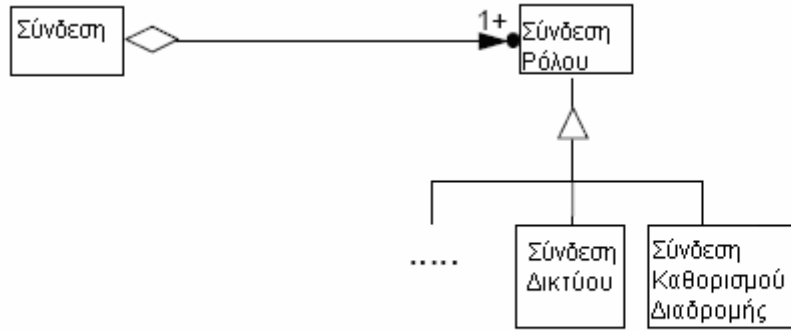 Σύνδεση
1+
Σύνδεση
Ρόλου
.....
Σύνδεση
Δικτύου
Σύνδεση
Καθορισμού
Διαδρομής